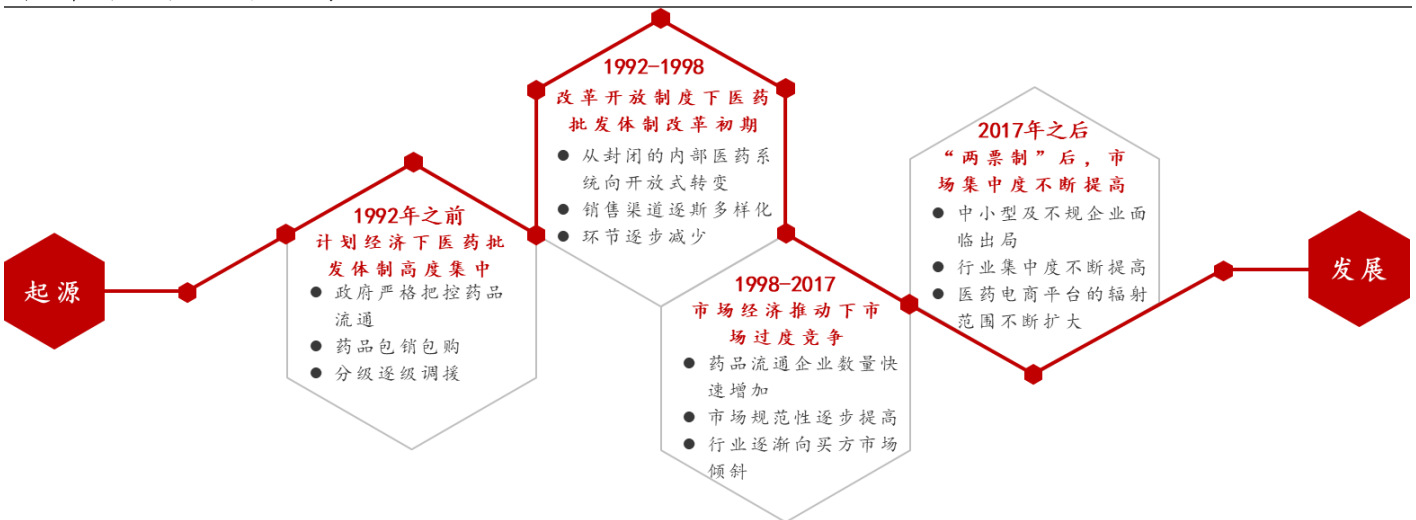 起源
1992年之前
计划经济下医药批
发体制高度集中
● 政府严格把控药品
流通
● 药品包销包购
● 分级逐级调援
1992-1998
改革开放制度下医药
批发体制改革初期
● 从封闭的内部医药系
统向开放式转变
● 销售渠道逐斯多样化
● 环节逐步减少
1998-2017
市场经济推动下市
场过度竞争
● 药品流通企业数量快
速增加
● 市场规范性逐步提高
● 行业逐渐向买方市场
倾斜
2017年之后
“两票制”后，市
场集中度不断提高
● 中小型及不规企业面
临出局
● 行业集中度不断提高
● 医药电商平台的辐射
范围不断扩大
发展